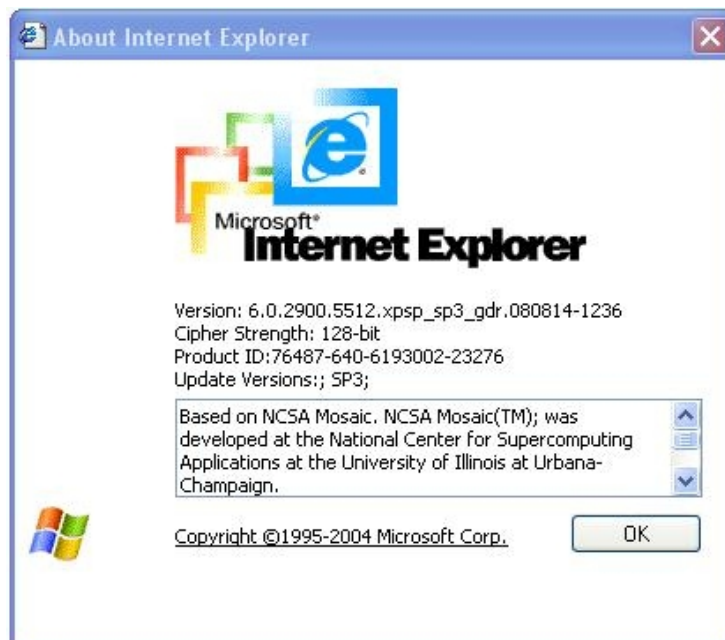 About Internet Explorer
Microsoft®
Internet Explorer
Version: 6.0.2900.5512.xpsp_sp3_gdr.080814-1236
Cipher Strength: 128-bit
Product ID:76487-640-6193002-23276
Update Versions:; SP3;
Based on NCSA Mosaic. NCSA Mosaic(TM); was
developed at the National Center for Supercomputing
Applications at the University of Illinois at Urbana-
Champaign.
Copyright ©1995-2004 Microsoft Corp.
OK